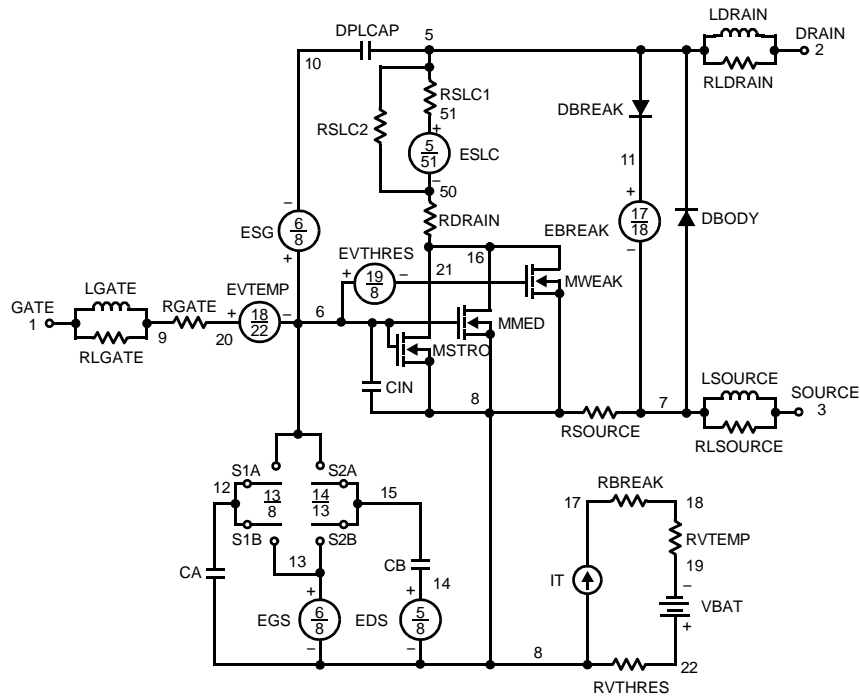 LDRAIN
DPLCAP 5 DRAIN
10 2
RSLC1 RLDRAIN
51 DBREAK
RSLC2 +
5
51 ESLC
11
− 50
− RDRAIN + 17
18 DBODY
ESG 6
8 EBREAK
+ EVTHRES 16 −
+ 19
8 − 21 MWEAK
LGATE EVTEMP
GATE RGATE + 18
22 − 6 MMED
1 9 20
RLGATE MSTRO
CIN LSOURCE
8 7 SOURCE
3
RSOURCE RLSOURCE
S1A S2A
12 13
8 14
13 15 RBREAK
17 18
S1B S2B RVTEMP
13 CB 19
CA 14 IT −
+ + VBAT
EGS 6
8 EDS 5
8 +
− − 8 22
RVTHRES